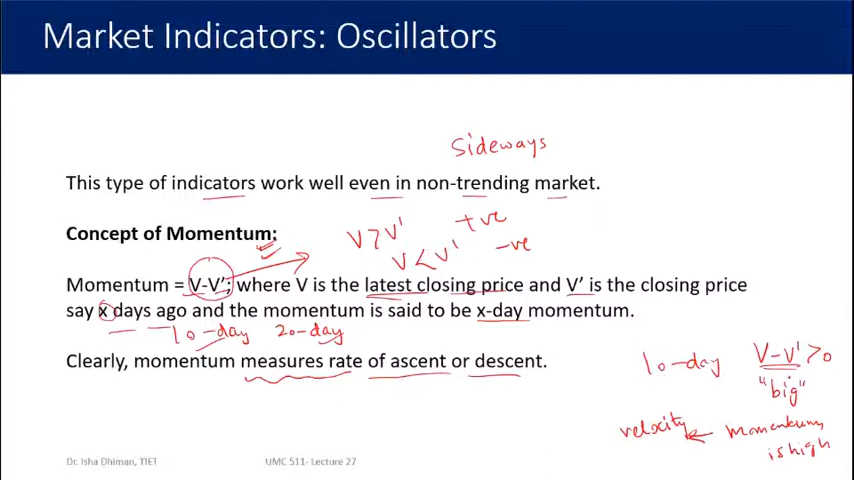 Market Indicators: Oscillators
Sideways
This type of indicators work well even in non-trending market.
V > V' +ve
Concept of Momentum:
V < V' -ve
Momentum = V-V'; where V is the latest closing price and V' is the closing price
say x days ago and the momentum is said to be x-day momentum.
10-day 20-day
Clearly, momentum measures rate of ascent or descent.
10-day V-V' > 0
"big"
velocity ← momentum
is high
Dr. Isha Dhiman, TIET UMC 511- Lecture 27